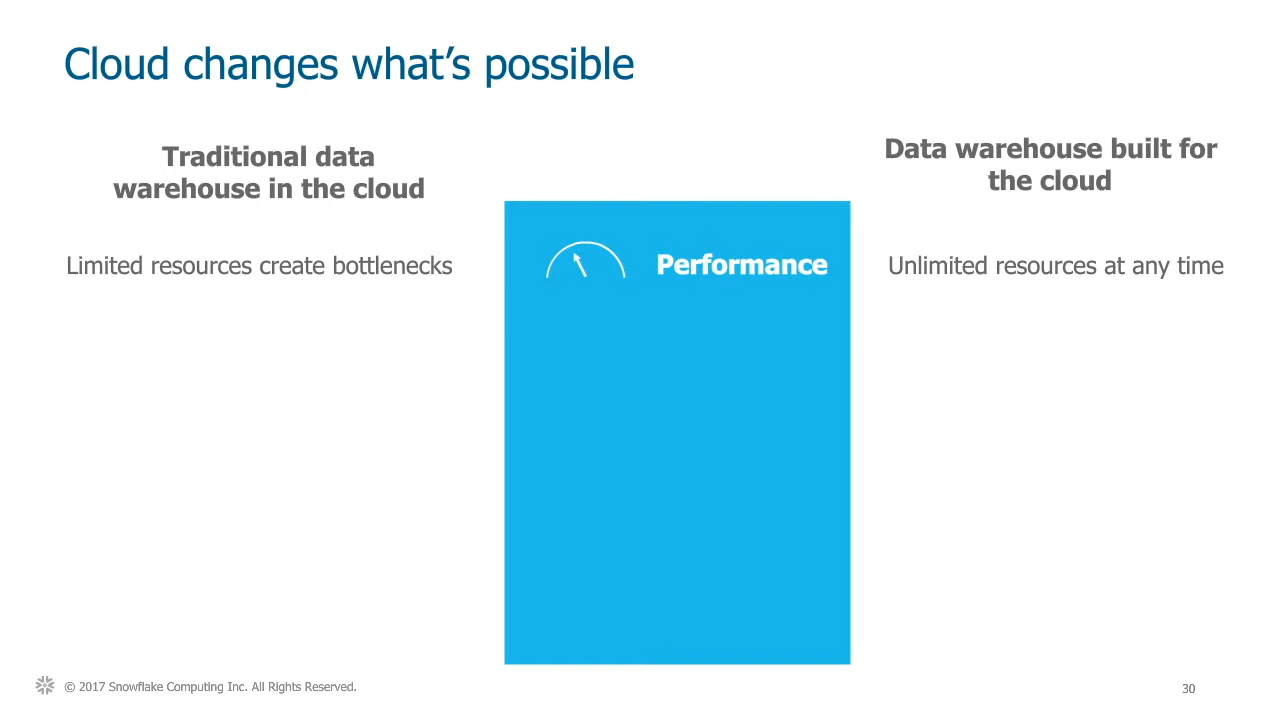 Cloud changes what’s possible
Traditional data
warehouse in the cloud
Data warehouse built for
the cloud
Limited resources create bottlenecks
Performance
Unlimited resources at any time
© 2017 Snowflake Computing Inc. All Rights Reserved.
30